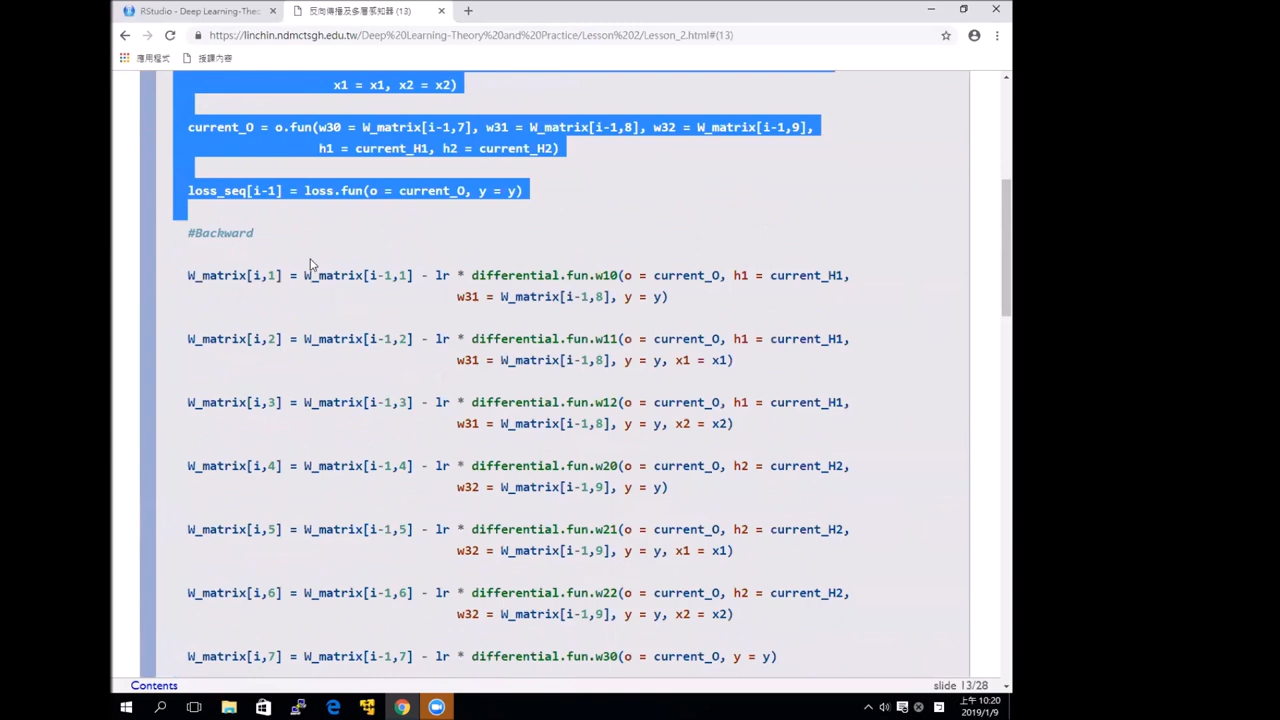 RStudio - Deep Learning-Theo
反向傳播及多層感知器 (13)
https://linchin.ndmctsgh.edu.tw/Deep%20Learning-Theory%20and%20Practice/Lesson%202/Lesson_2.html#(13)
應用程式
授課內容
x1 = x1, x2 = x2)
current_O = o.fun(w30 = W_matrix[i-1,7], w31 = W_matrix[i-1,8], w32 = W_matrix[i-1,9],
h1 = current_H1, h2 = current_H2)
loss_seq[i-1] = loss.fun(o = current_O, y = y)
#Backward
W_matrix[i,1] = W_matrix[i-1,1] - lr * differential.fun.w10(o = current_O, h1 = current_H1,
w31 = W_matrix[i-1,8], y = y)
W_matrix[i,2] = W_matrix[i-1,2] - lr * differential.fun.w11(o = current_O, h1 = current_H1,
w31 = W_matrix[i-1,8], y = y, x1 = x1)
W_matrix[i,3] = W_matrix[i-1,3] - lr * differential.fun.w12(o = current_O, h1 = current_H1,
w31 = W_matrix[i-1,8], y = y, x2 = x2)
W_matrix[i,4] = W_matrix[i-1,4] - lr * differential.fun.w20(o = current_O, h2 = current_H2,
w32 = W_matrix[i-1,9], y = y)
W_matrix[i,5] = W_matrix[i-1,5] - lr * differential.fun.w21(o = current_O, h2 = current_H2,
w32 = W_matrix[i-1,9], y = y, x1 = x1)
W_matrix[i,6] = W_matrix[i-1,6] - lr * differential.fun.w22(o = current_O, h2 = current_H2,
w32 = W_matrix[i-1,9], y = y, x2 = x2)
W_matrix[i,7] = W_matrix[i-1,7] - lr * differential.fun.w30(o = current_O, y = y)
Contents
slide 13/28
上午 10:20
2019/1/9